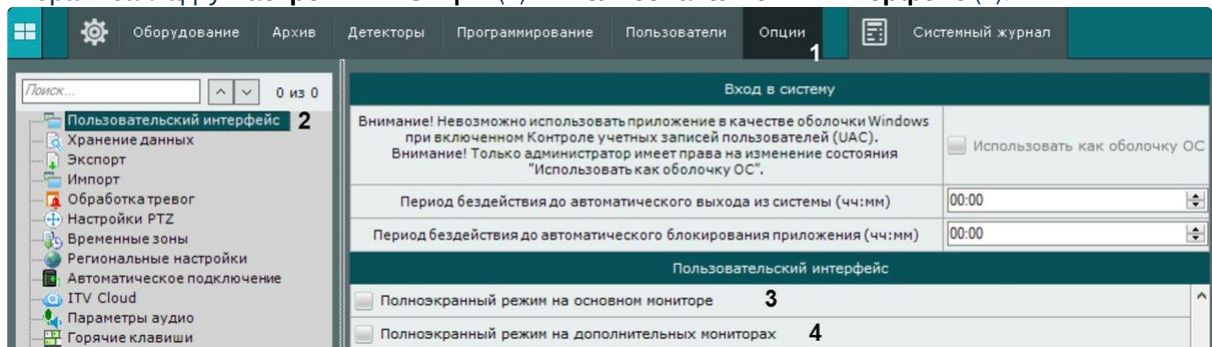 Оборудование Архив Детекторы Программирование Пользователи Опции Системный журнал
1
Поиск... 0 из 0
Пользовательский интерфейс 2
Хранение данных
Экспорт
Импорт
Обработка тревог
Настройки PTZ
Временные зоны
Региональные настройки
Автоматическое подключение
ITV Cloud
Параметры аудио
Горячие клавиши
Вход в систему
Внимание! Невозможно использовать приложение в качестве оболочки Windows
при включенном Контроле учетных записей пользователей (UAC).
Внимание! Только администратор имеет права на изменение состояния
"Использовать как оболочку ОС".
Использовать как оболочку ОС
Период бездействия до автоматического выхода из системы (чч:мм) 00:00
Период бездействия до автоматического блокирования приложения (чч:мм) 00:00
Пользовательский интерфейс
Полноэкранный режим на основном мониторе 3
Полноэкранный режим на дополнительных мониторах 4